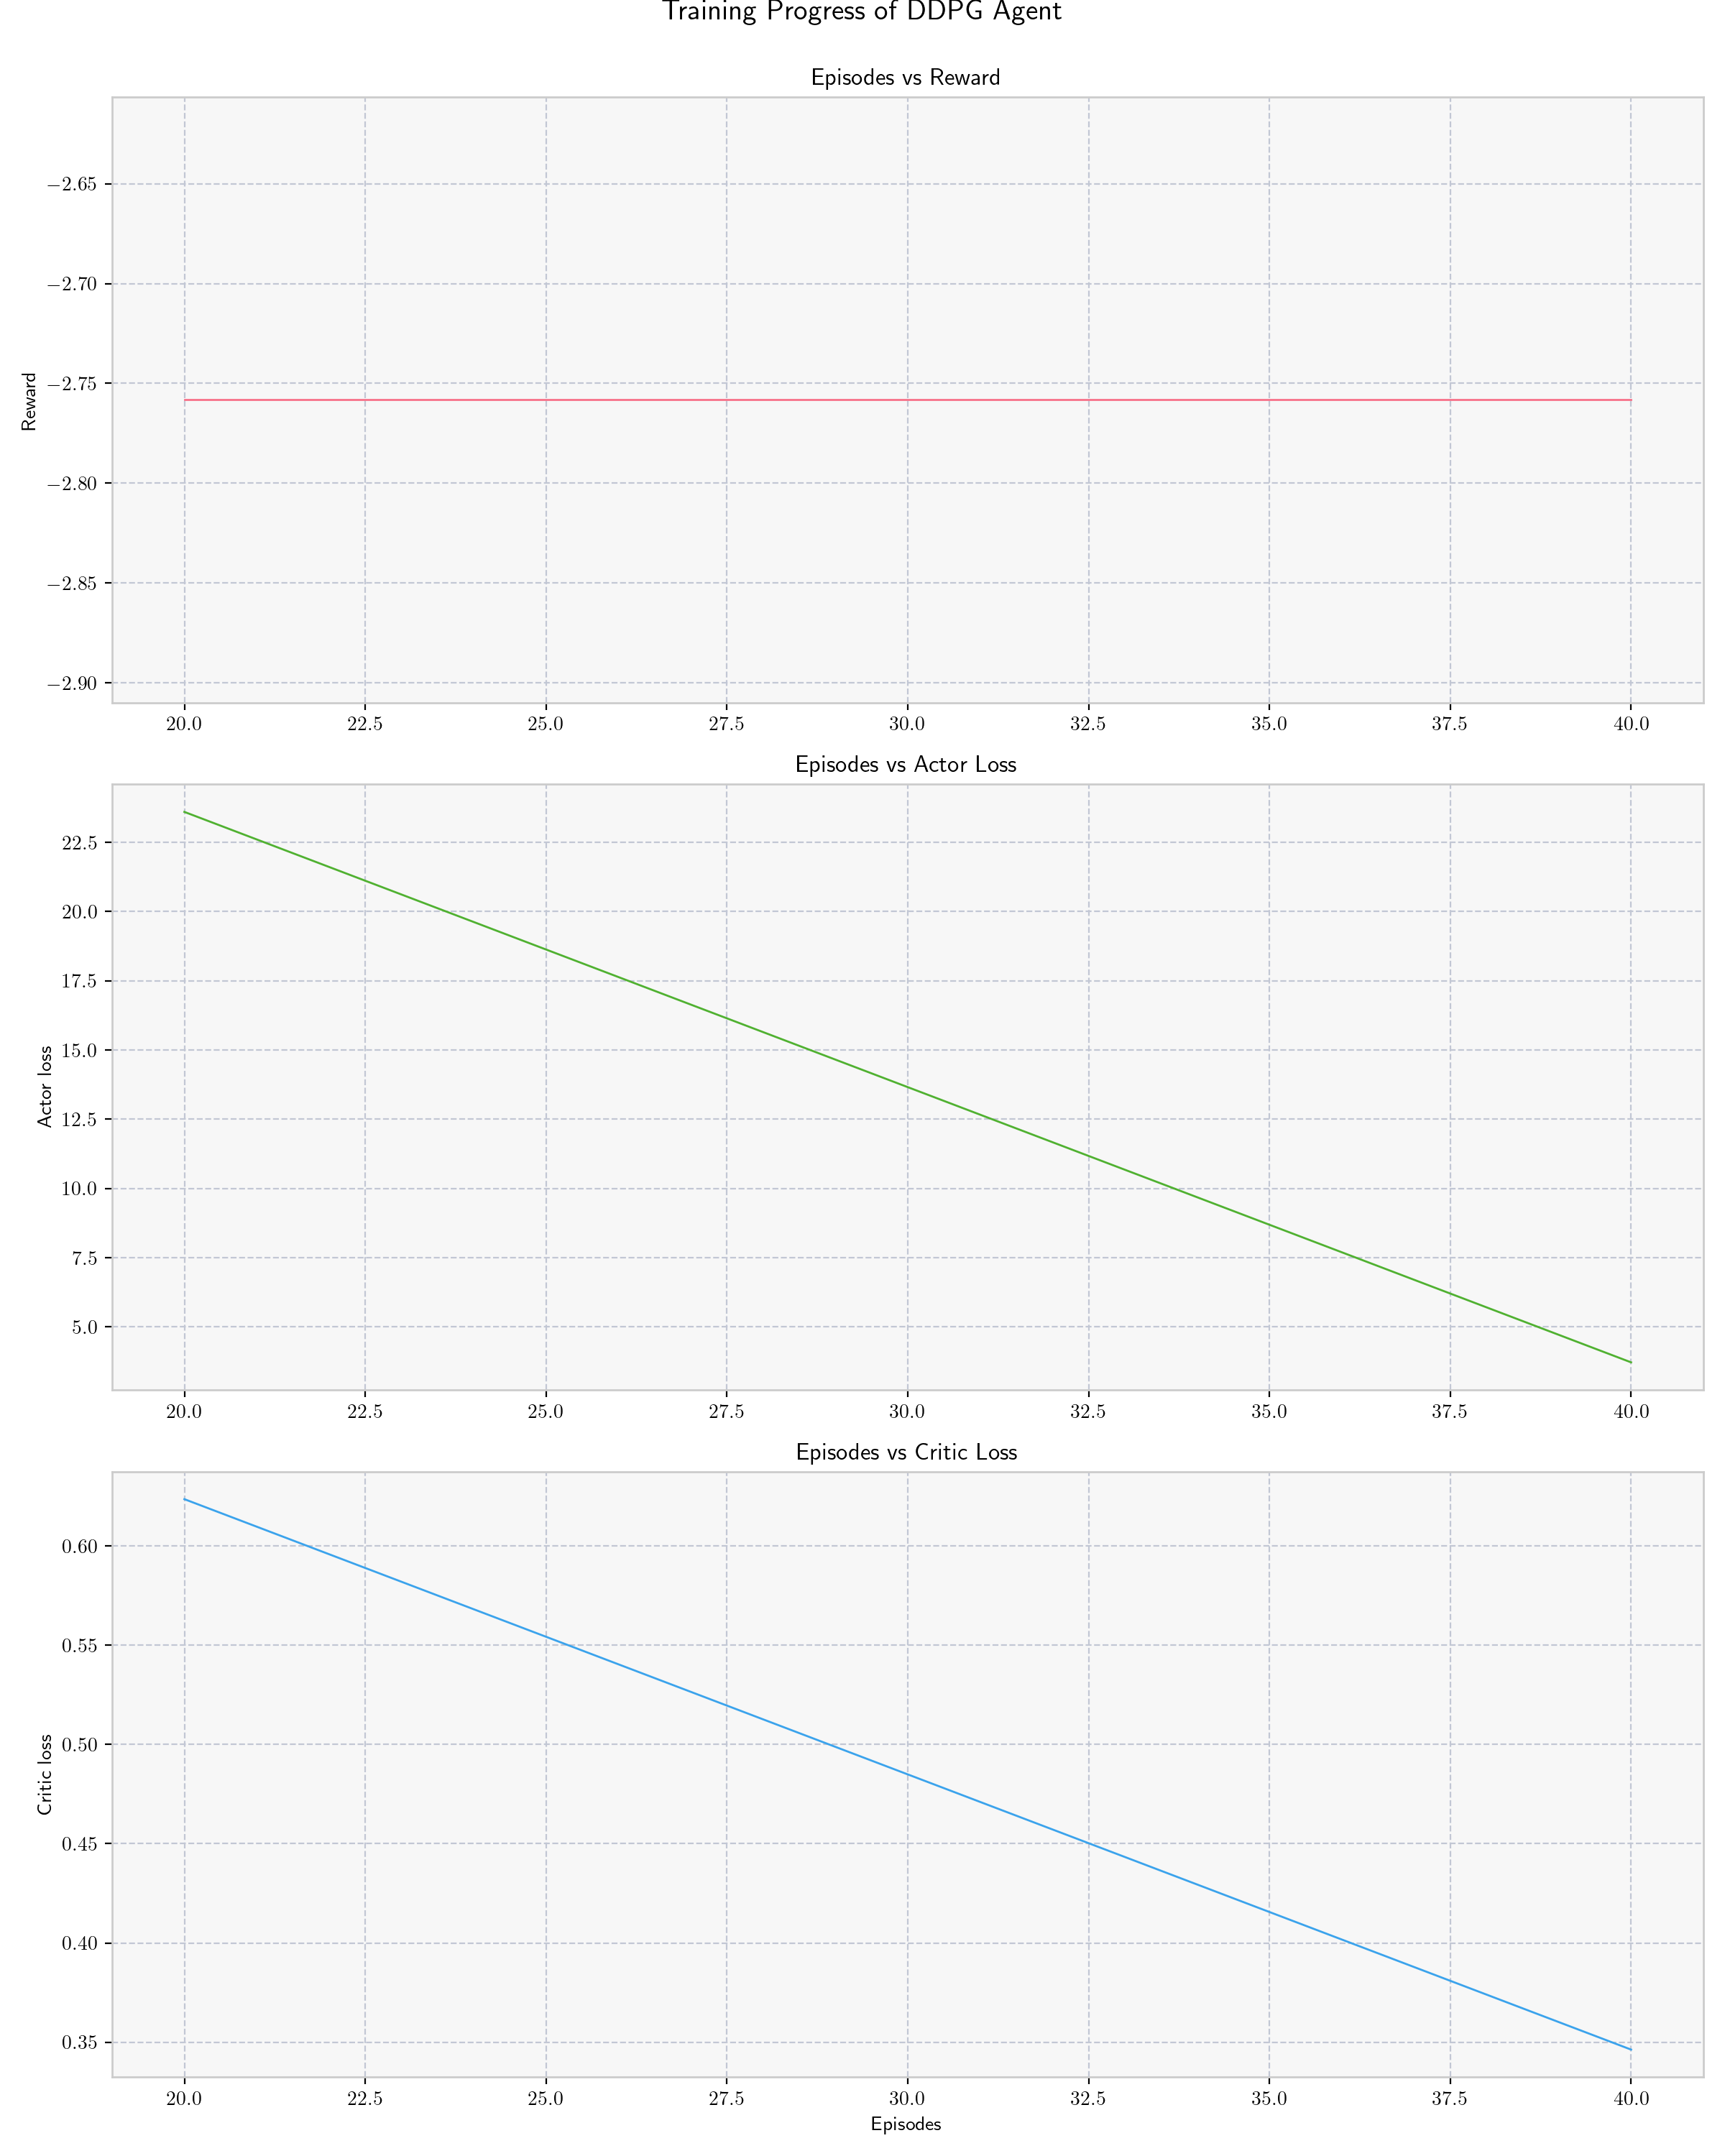 Training Progress of DDPG Agent
Episodes vs Reward
Reward
−2.65
−2.70
−2.75
−2.80
−2.85
−2.90
20.0 22.5 25.0 27.5 30.0 32.5 35.0 37.5 40.0
Episodes vs Actor Loss
Actor loss
22.5
20.0
17.5
15.0
12.5
10.0
7.5
5.0
20.0 22.5 25.0 27.5 30.0 32.5 35.0 37.5 40.0
Episodes vs Critic Loss
Critic loss
0.60
0.55
0.50
0.45
0.40
0.35
20.0 22.5 25.0 27.5 30.0 32.5 35.0 37.5 40.0
Episodes